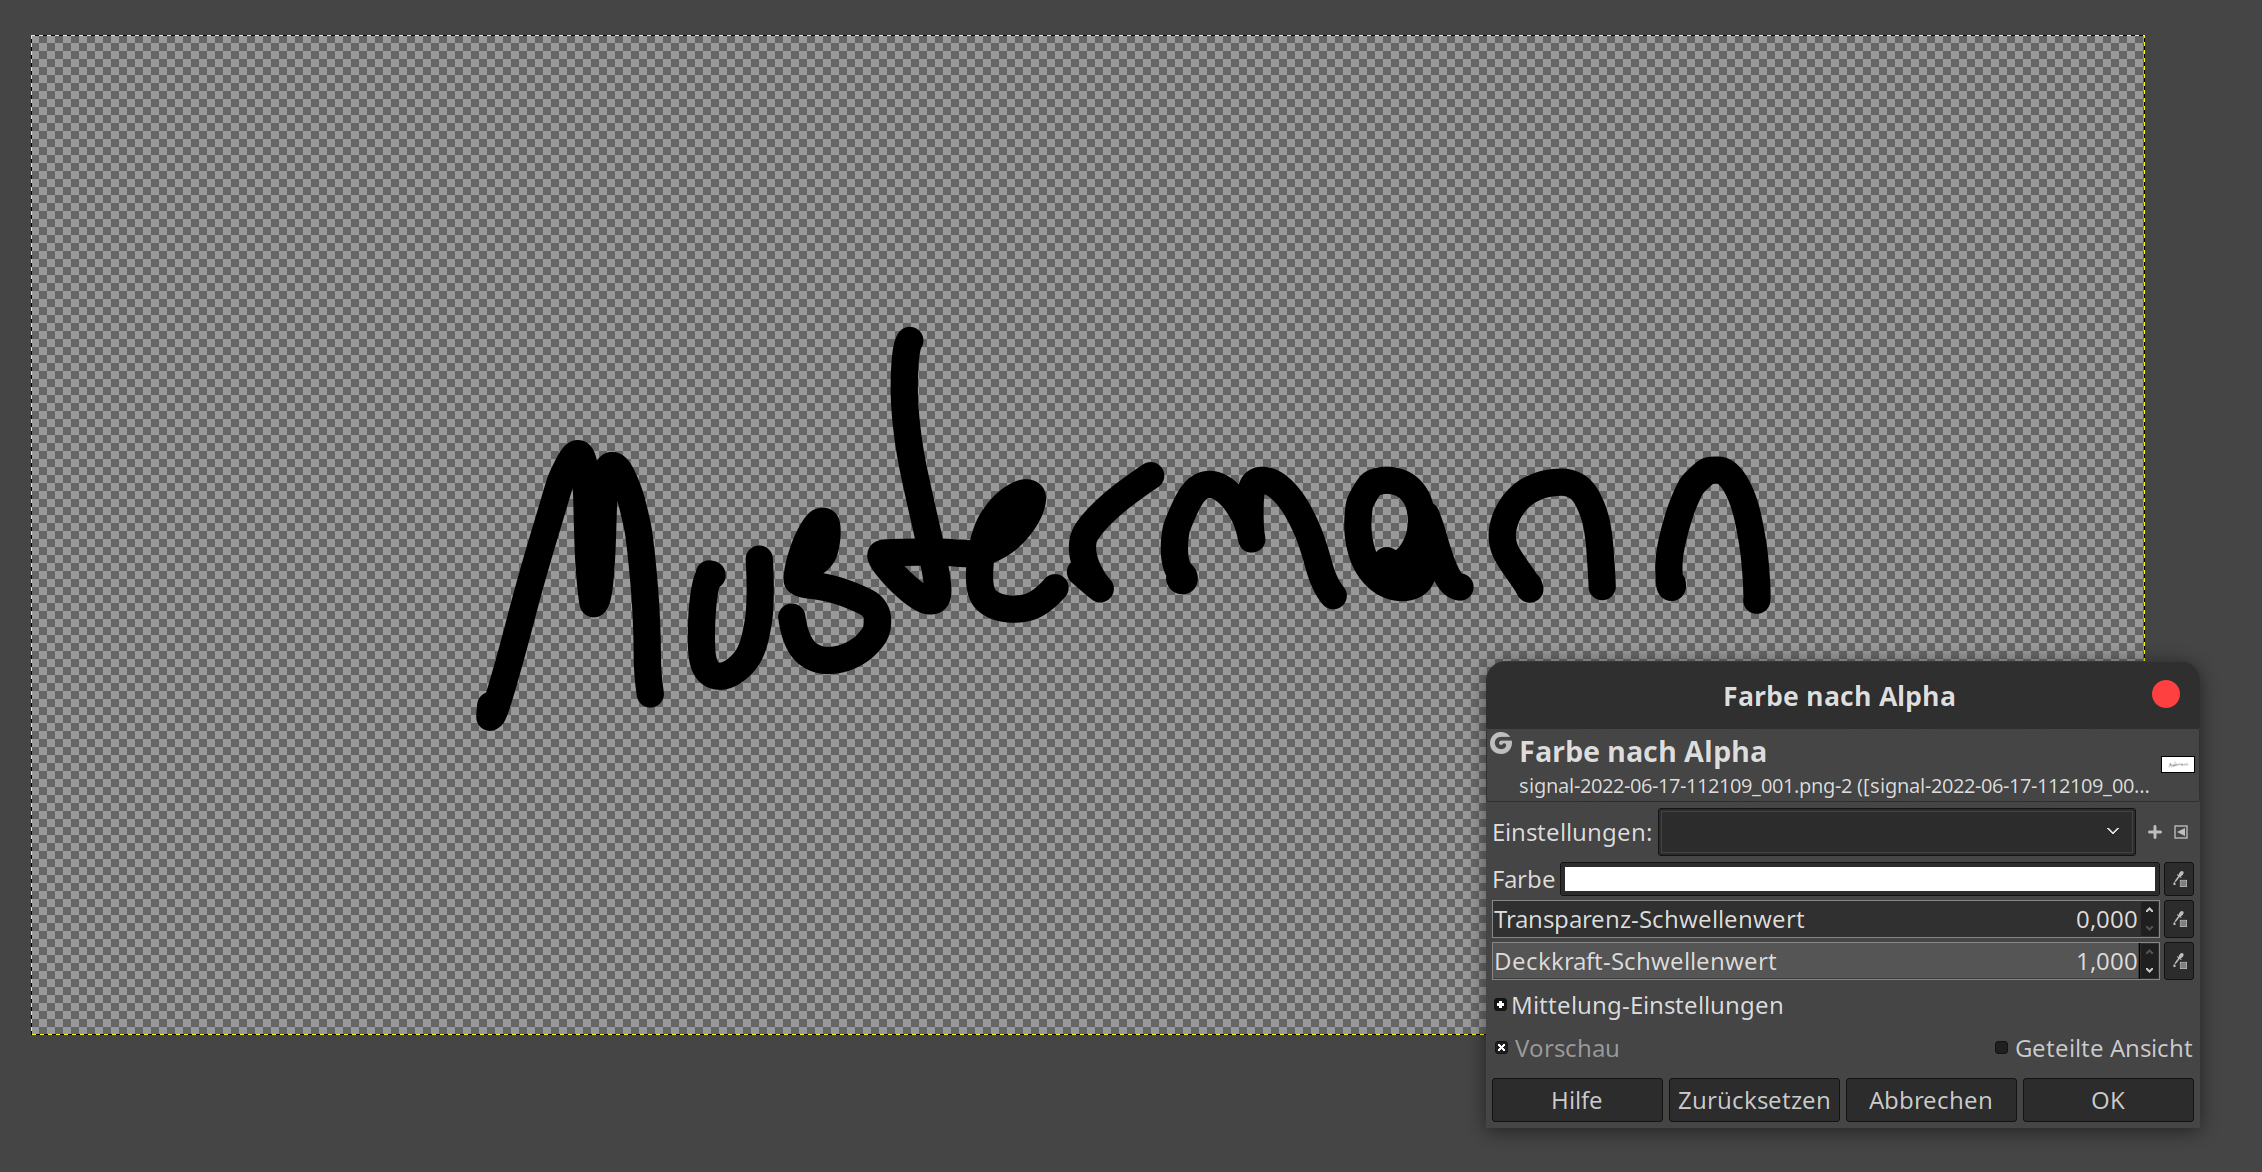 Mustermann
Farbe nach Alpha
Farbe nach Alpha
signal-2022-06-17-112109_001.png-2 ([signal-2022-06-17-112109_00...
Einstellungen:
Farbe
Transparenz-Schwellenwert 0,000
Deckkraft-Schwellenwert 1,000
Mittelung-Einstellungen
Vorschau Geteilte Ansicht
Hilfe Zurücksetzen Abbrechen OK